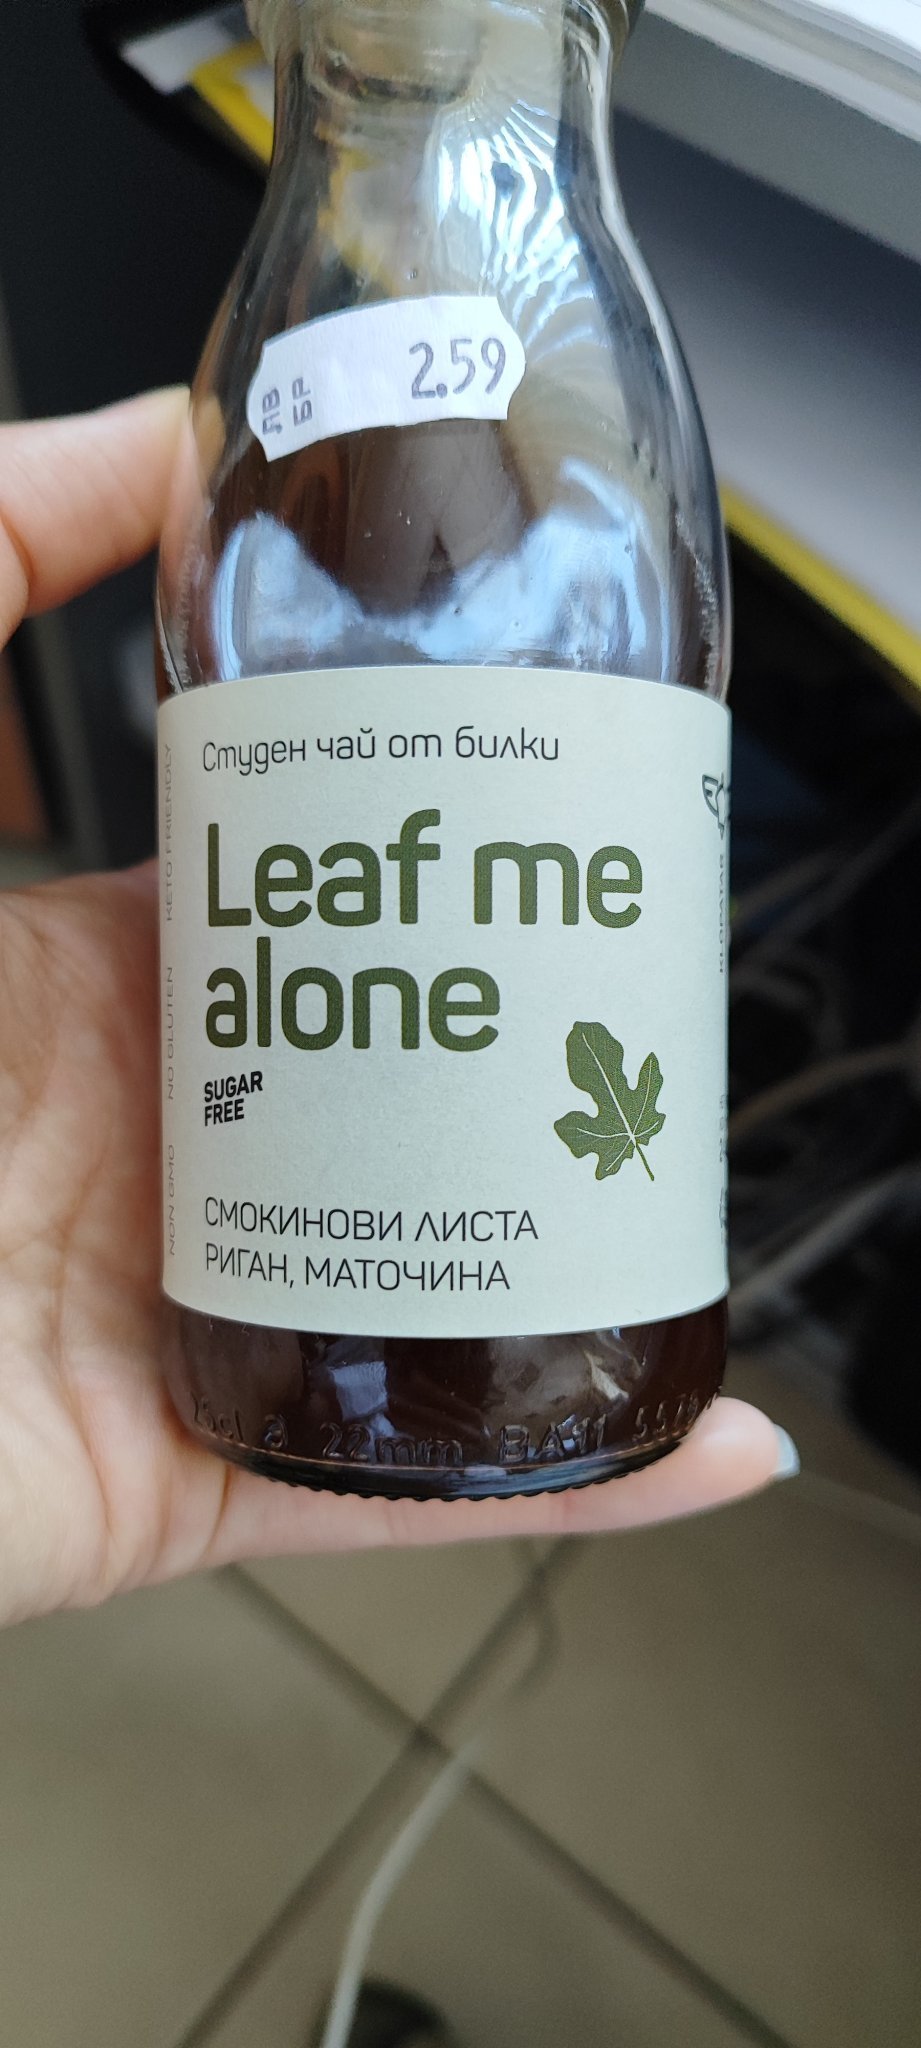 ЛВ
БР
2.59
Студен чай от билки
Leaf me
alone
SUGAR
FREE
СМОКИНОВИ ЛИСТА
РИГАН, МАТОЧИНА
NON GMO NO GLUTEN KETO FRIENDLY
25cl 22mm BA11